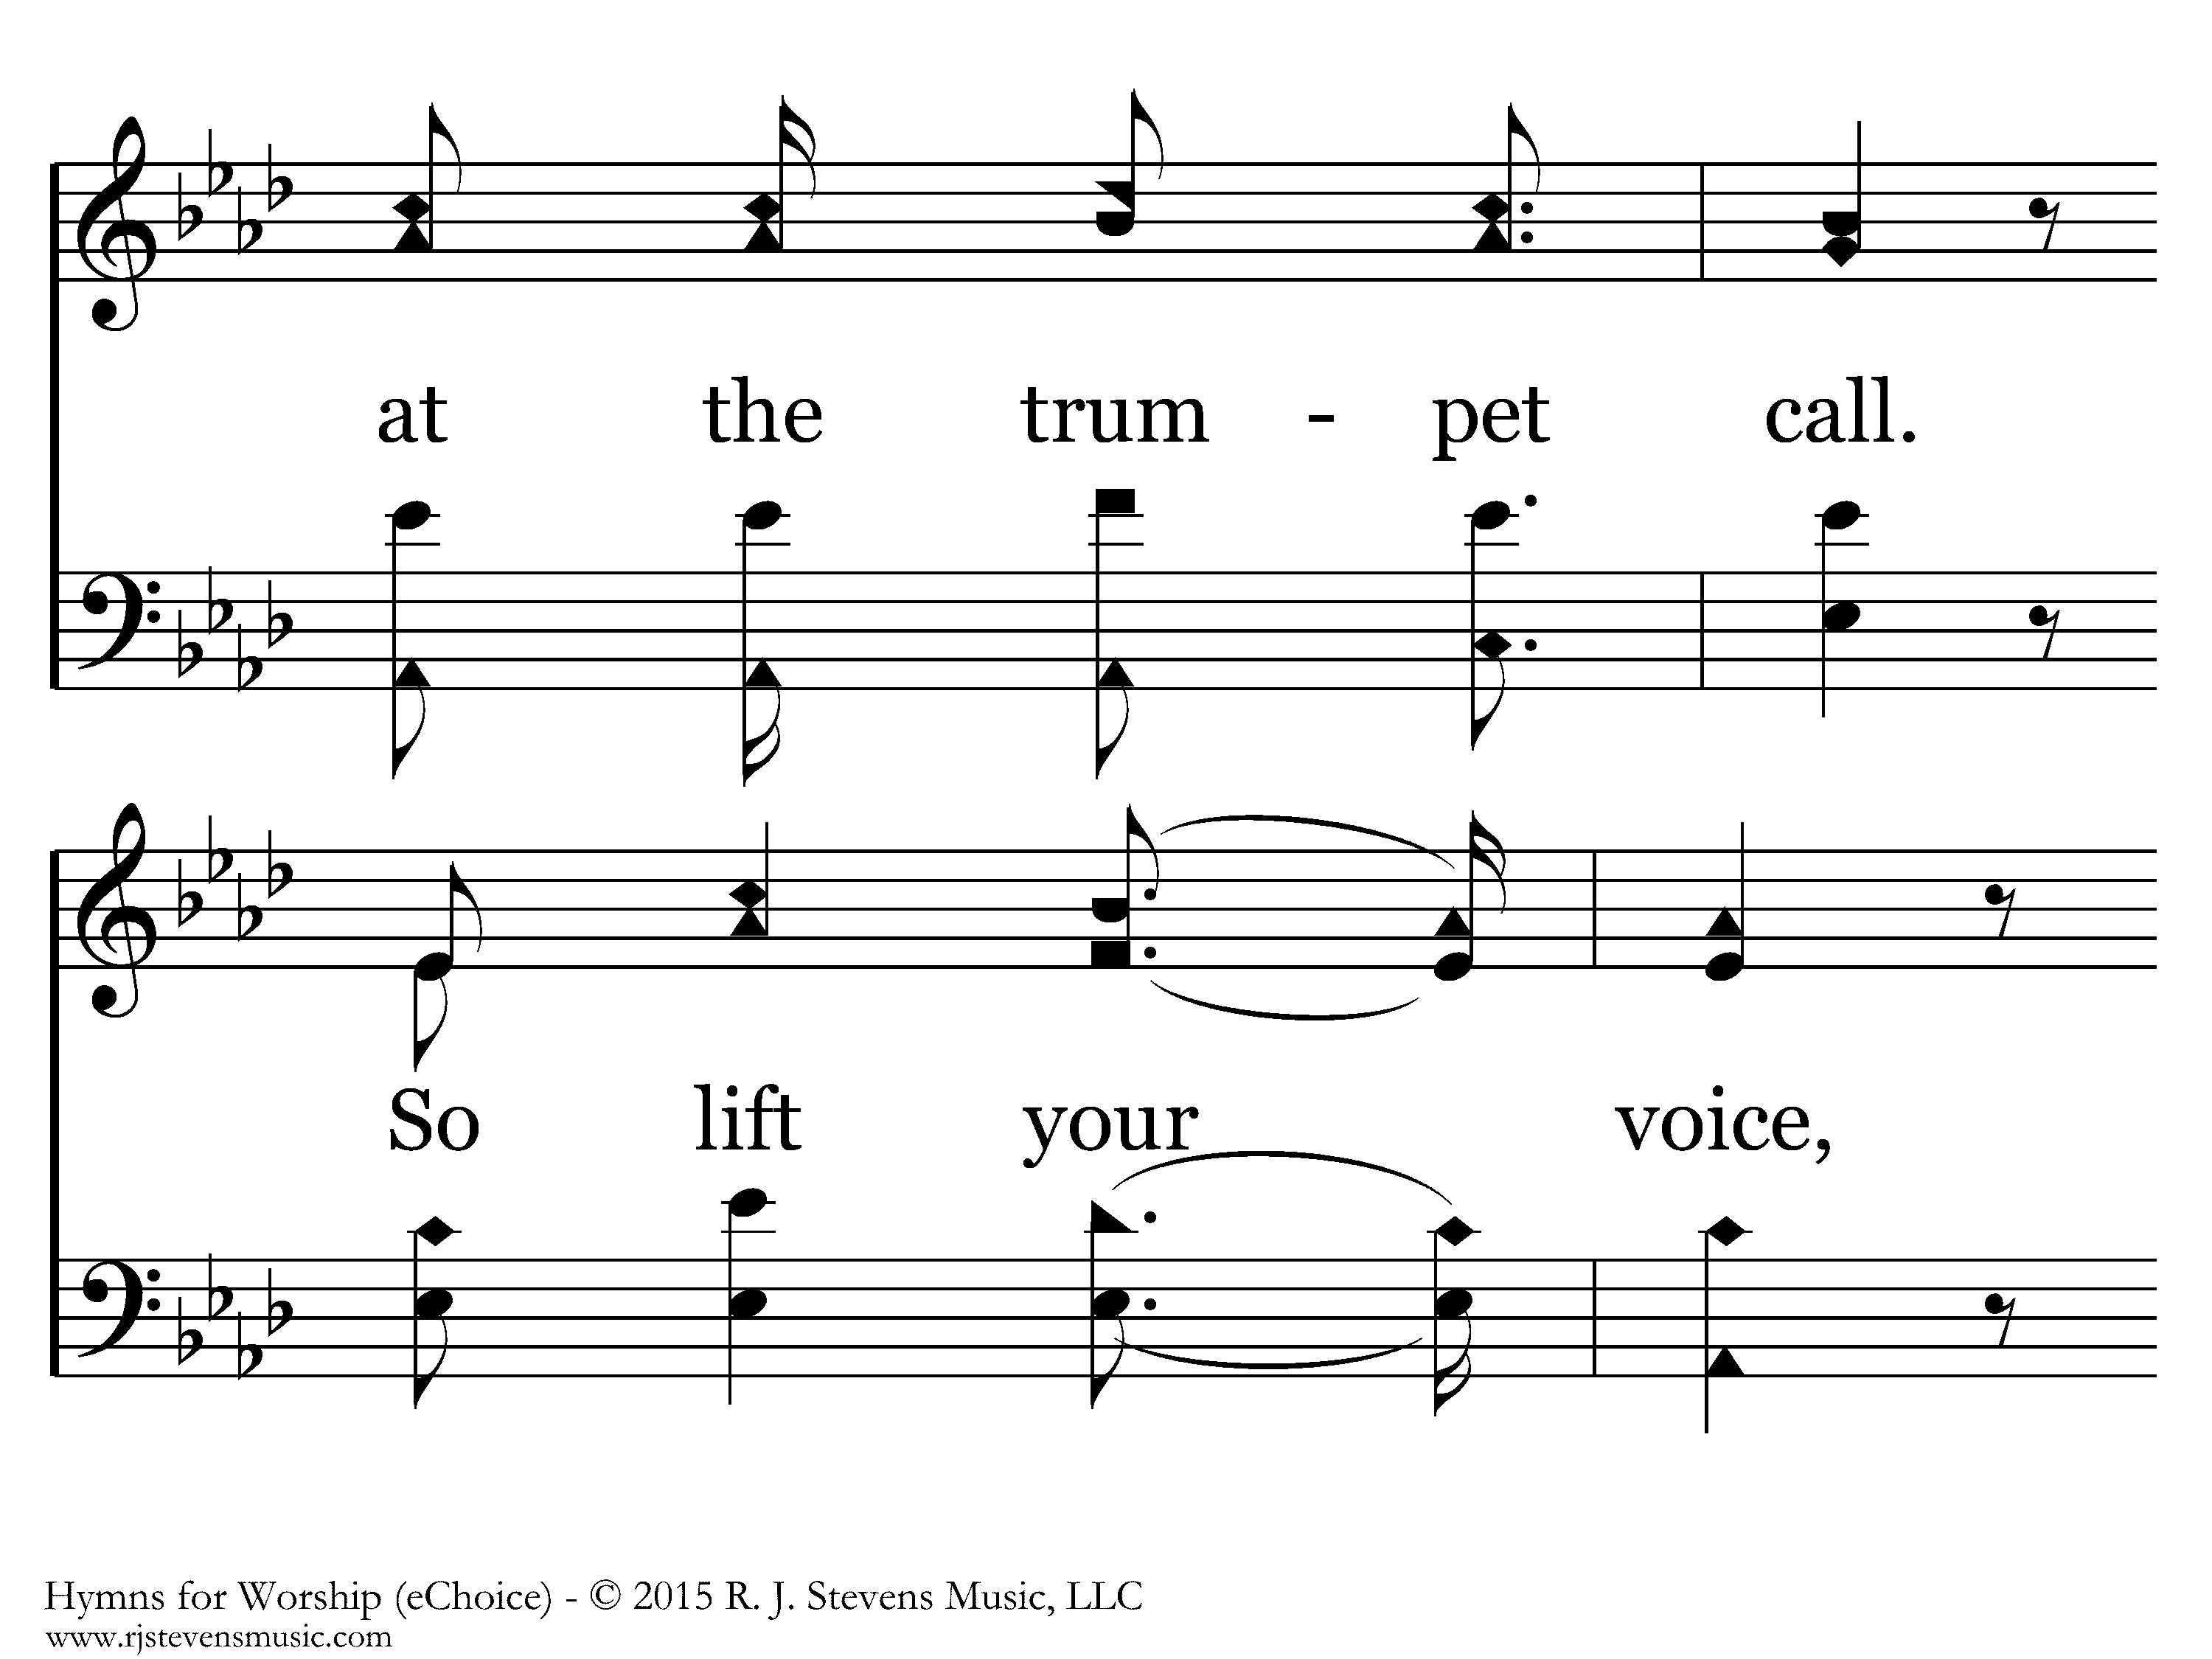 at the trum - pet call.
So lift your voice,
Hymns for Worship (eChoice) - © 2015 R. J. Stevens Music, LLC
www.rjstevensmusic.com